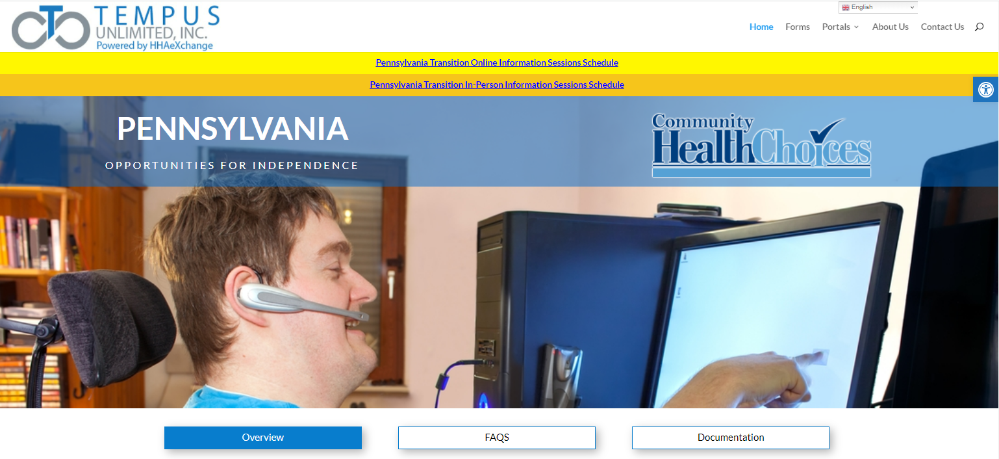 English
TEMPUS
UNLIMITED, INC.
Powered by HHAeXchange
Home Forms Portals About Us Contact Us
Pennsylvania Transition Online Information Sessions Schedule
Pennsylvania Transition In-Person Information Sessions Schedule
PENNSYLVANIA
OPPORTUNITIES FOR INDEPENDENCE
Community
HealthChoices
Overview FAQS Documentation